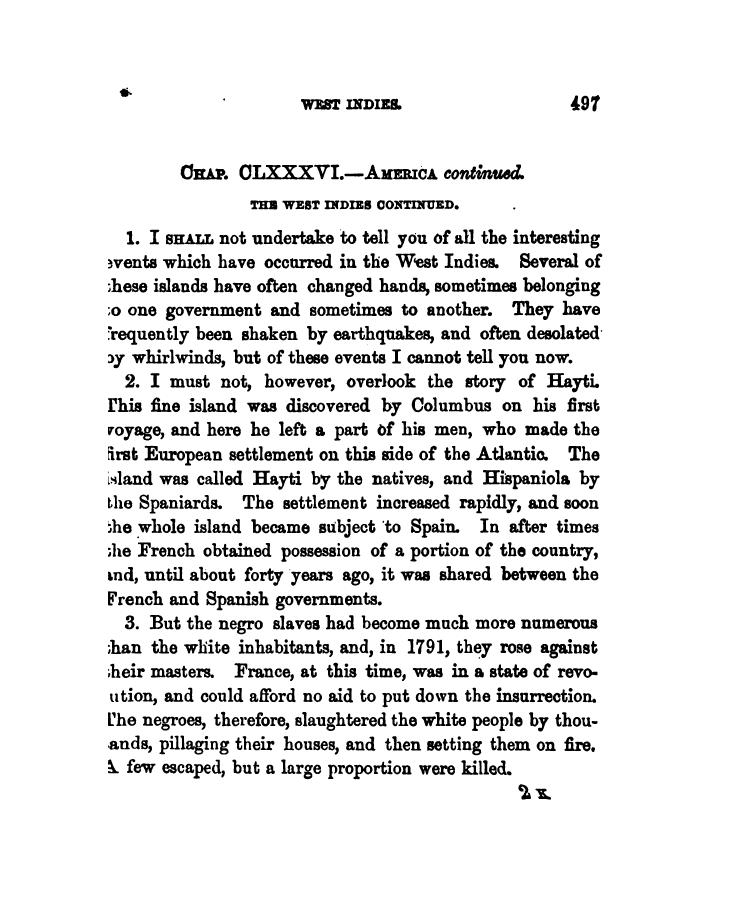 WEST INDIES.
497
CHAP. CLXXXVI.—AMERICA continued.
THE WEST INDIES CONTINUED.
1. I SHALL not undertake to tell you of all the interesting
events which have occurred in the West Indies. Several of
these islands have often changed hands, sometimes belonging
to one government and sometimes to another. They have
frequently been shaken by earthquakes, and often desolated
by whirlwinds, but of these events I cannot tell you now.
2. I must not, however, overlook the story of Hayti.
This fine island was discovered by Columbus on his first
voyage, and here he left a part of his men, who made the
first European settlement on this side of the Atlantic. The
island was called Hayti by the natives, and Hispaniola by
the Spaniards. The settlement increased rapidly, and soon
the whole island became subject to Spain. In after times
the French obtained possession of a portion of the country,
and, until about forty years ago, it was shared between the
French and Spanish governments.
3. But the negro slaves had become much more numerous
than the white inhabitants, and, in 1791, they rose against
their masters. France, at this time, was in a state of revo-
lution, and could afford no aid to put down the insurrection.
The negroes, therefore, slaughtered the white people by thou-
sands, pillaging their houses, and then setting them on fire.
A few escaped, but a large proportion were killed.
2 X